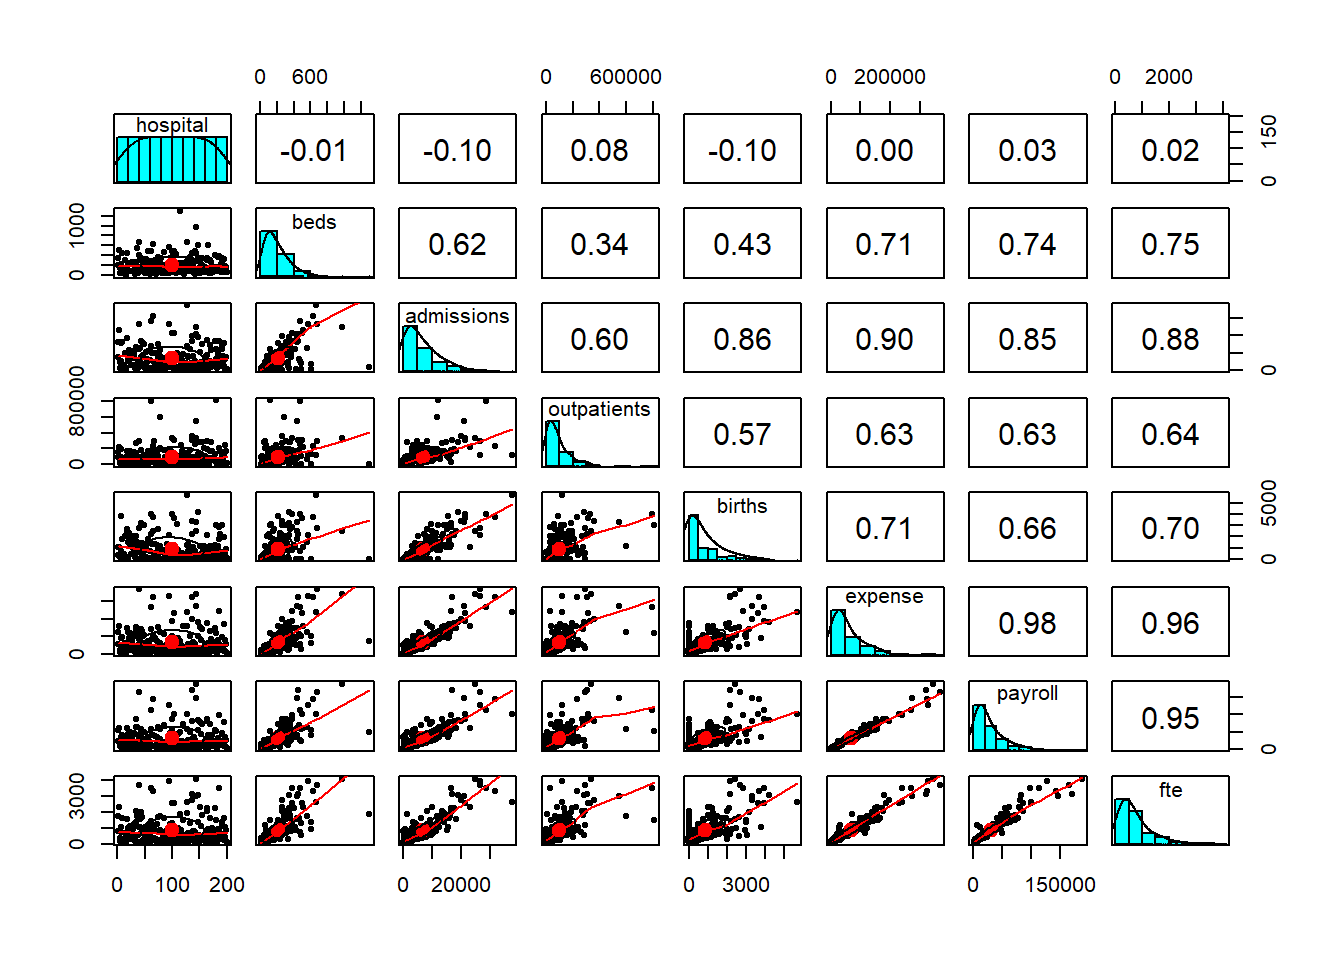 0 600 0 600000 0 200000 0 2000
hospital -0.01 -0.10 0.08 -0.10 0.00 0.03 0.02 0 150
0 1000 beds 0.62 0.34 0.43 0.71 0.74 0.75
admissions 0.60 0.86 0.90 0.85 0.88 0
0 800000 outpatients 0.57 0.63 0.63 0.64
births 0.71 0.66 0.70 0 5000
0 expense 0.98 0.96
payroll 0.95 0
0 3000 fte
0 100 200 0 20000 0 3000 0 150000